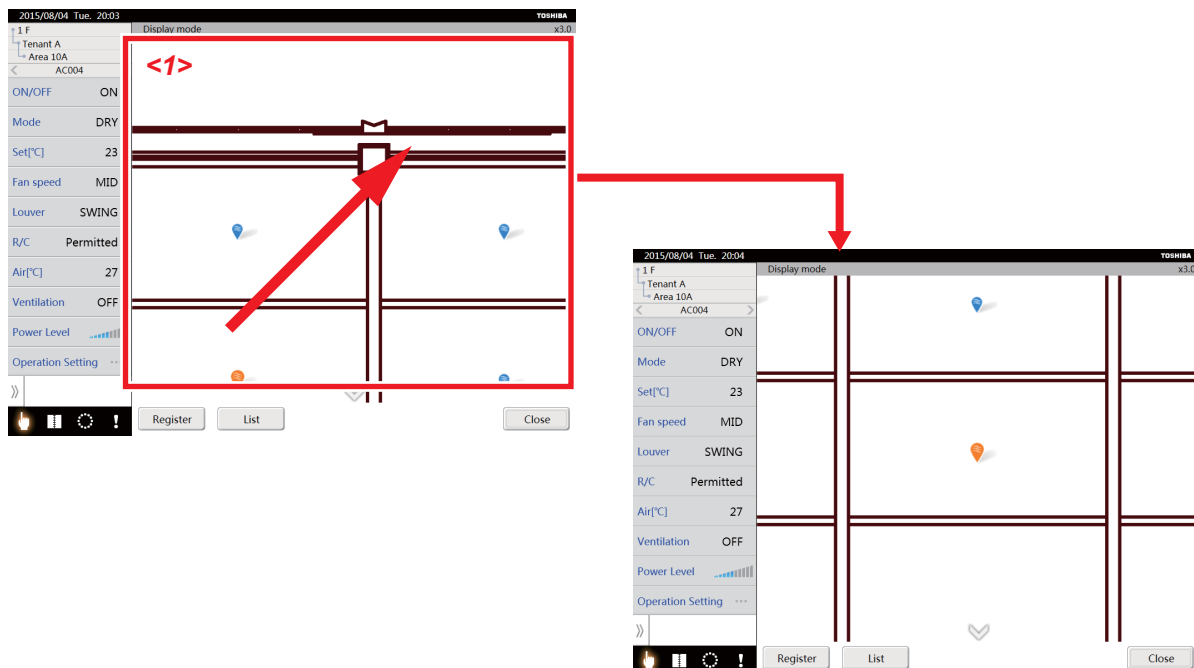 2015/08/04 Tue. 20:03 TOSHIBA
1 F
Tenant A
Area 10A
AC004
Display mode x3.0
<1>
ON/OFF ON
Mode DRY
Set[℃] 23
Fan speed MID
Louver SWING
R/C Permitted
Air[℃] 27
Ventilation OFF
Power Level
Operation Setting ...
Register List Close
2015/08/04 Tue. 20:04 TOSHIBA
1 F
Tenant A
Area 10A
AC004
Display mode x3.0
ON/OFF ON
Mode DRY
Set[℃] 23
Fan speed MID
Louver SWING
R/C Permitted
Air[℃] 27
Ventilation OFF
Power Level
Operation Setting ...
Register List Close